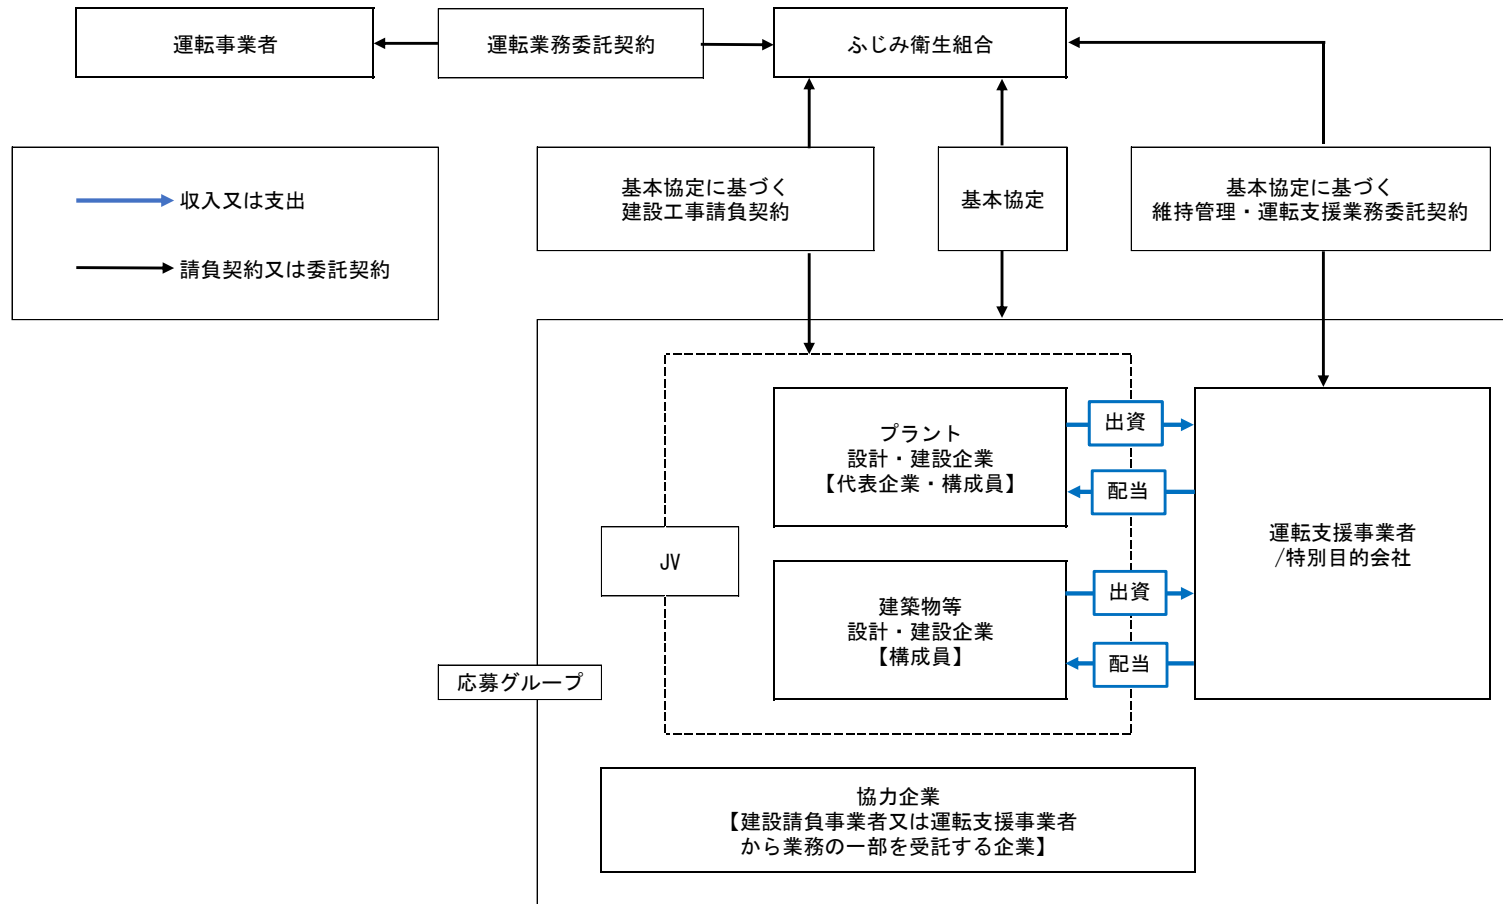 運転事業者
運転業務委託契約
ふじみ衛生組合
収入又は支出
請負契約又は委託契約
基本協定に基づく
建設工事請負契約
基本協定
基本協定に基づく
維持管理・運転支援業務委託契約
プラント
設計・建設企業
【代表企業・構成員】
出資
配当
JV
建築物等
設計・建設企業
【構成員】
出資
配当
運転支援事業者
/特別目的会社
応募グループ
協力企業
【建設請負事業者又は運転支援事業者
から業務の一部を受託する企業】